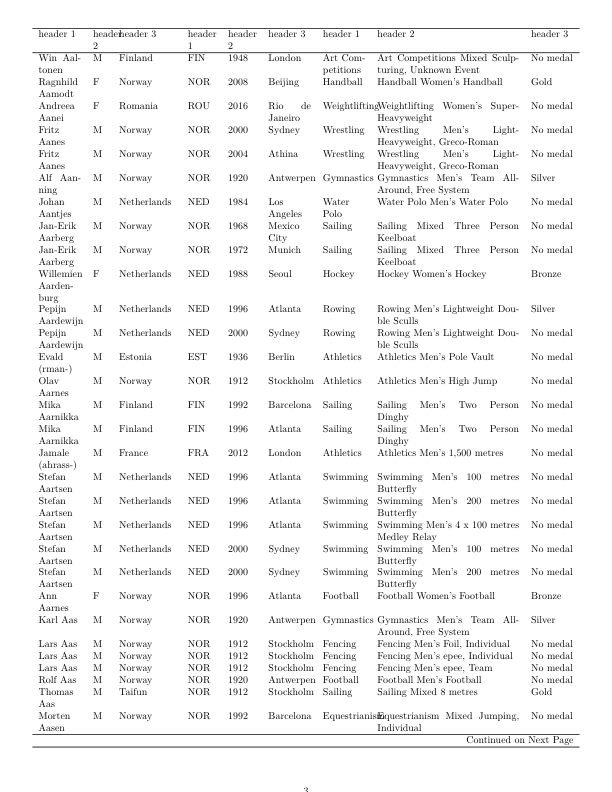 header 1 header header 3 header header header 3 header 1 header 2 header 3
2 1 2
Win Aal- M Finland FIN 1948 London Art Com- Art Competitions Mixed Sculp- No medal
tonen petitions turing, Unknown Event
Ragnhild F Norway NOR 2008 Beijing Handball Handball Women's Handball Gold
Aamodt
Andreea F Romania ROU 2016 Rio de Weightlifting Weightlifting Women's Super- No medal
Aanei Janeiro Heavyweight
Fritz M Norway NOR 2000 Sydney Wrestling Wrestling Men's Light- No medal
Aanes Heavyweight, Greco-Roman
Fritz M Norway NOR 2004 Athina Wrestling Wrestling Men's Light- No medal
Aanes Heavyweight, Greco-Roman
Alf Aan- M Norway NOR 1920 Antwerpen Gymnastics Gymnastics Men's Team All- Silver
ning Around, Free System
Johan M Netherlands NED 1984 Los Water Water Polo Men's Water Polo No medal
Aantjes Angeles Polo
Jan-Erik M Norway NOR 1968 Mexico Sailing Sailing Mixed Three Person No medal
Aarberg City Keelboat
Jan-Erik M Norway NOR 1972 Munich Sailing Sailing Mixed Three Person No medal
Aarberg Keelboat
Willemien F Netherlands NED 1988 Seoul Hockey Hockey Women's Hockey Bronze
Aarden-
burg
Pepijn M Netherlands NED 1996 Atlanta Rowing Rowing Men's Lightweight Dou- Silver
Aardewijn ble Sculls
Pepijn M Netherlands NED 2000 Sydney Rowing Rowing Men's Lightweight Dou- No medal
Aardewijn ble Sculls
Evald M Estonia EST 1936 Berlin Athletics Athletics Men's Pole Vault No medal
(rman-)
Olav M Norway NOR 1912 Stockholm Athletics Athletics Men's High Jump No medal
Aarnes
Mika M Finland FIN 1992 Barcelona Sailing Sailing Men's Two Person No medal
Aarnikka Dinghy
Mika M Finland FIN 1996 Atlanta Sailing Sailing Men's Two Person No medal
Aarnikka Dinghy
Jamale M France FRA 2012 London Athletics Athletics Men's 1,500 metres No medal
(ahrass-)
Stefan M Netherlands NED 1996 Atlanta Swimming Swimming Men's 100 metres No medal
Aartsen Butterfly
Stefan M Netherlands NED 1996 Atlanta Swimming Swimming Men's 200 metres No medal
Aartsen Butterfly
Stefan M Netherlands NED 1996 Atlanta Swimming Swimming Men's 4 x 100 metres No medal
Aartsen Medley Relay
Stefan M Netherlands NED 2000 Sydney Swimming Swimming Men's 100 metres No medal
Aartsen Butterfly
Stefan M Netherlands NED 2000 Sydney Swimming Swimming Men's 200 metres No medal
Aartsen Butterfly
Ann F Norway NOR 1996 Atlanta Football Football Women's Football Bronze
Aarnes
Karl Aas M Norway NOR 1920 Antwerpen Gymnastics Gymnastics Men's Team All- Silver
Around, Free System
Lars Aas M Norway NOR 1912 Stockholm Fencing Fencing Men's Foil, Individual No medal
Lars Aas M Norway NOR 1912 Stockholm Fencing Fencing Men's epee, Individual No medal
Lars Aas M Norway NOR 1912 Stockholm Fencing Fencing Men's epee, Team No medal
Rolf Aas M Norway NOR 1920 Antwerpen Football Football Men's Football No medal
Thomas M Taifun NOR 1912 Stockholm Sailing Sailing Mixed 8 metres Gold
Aas
Morten M Norway NOR 1992 Barcelona Equestrianism Equestrianism Mixed Jumping, No medal
Aasen Individual
Continued on Next Page
3